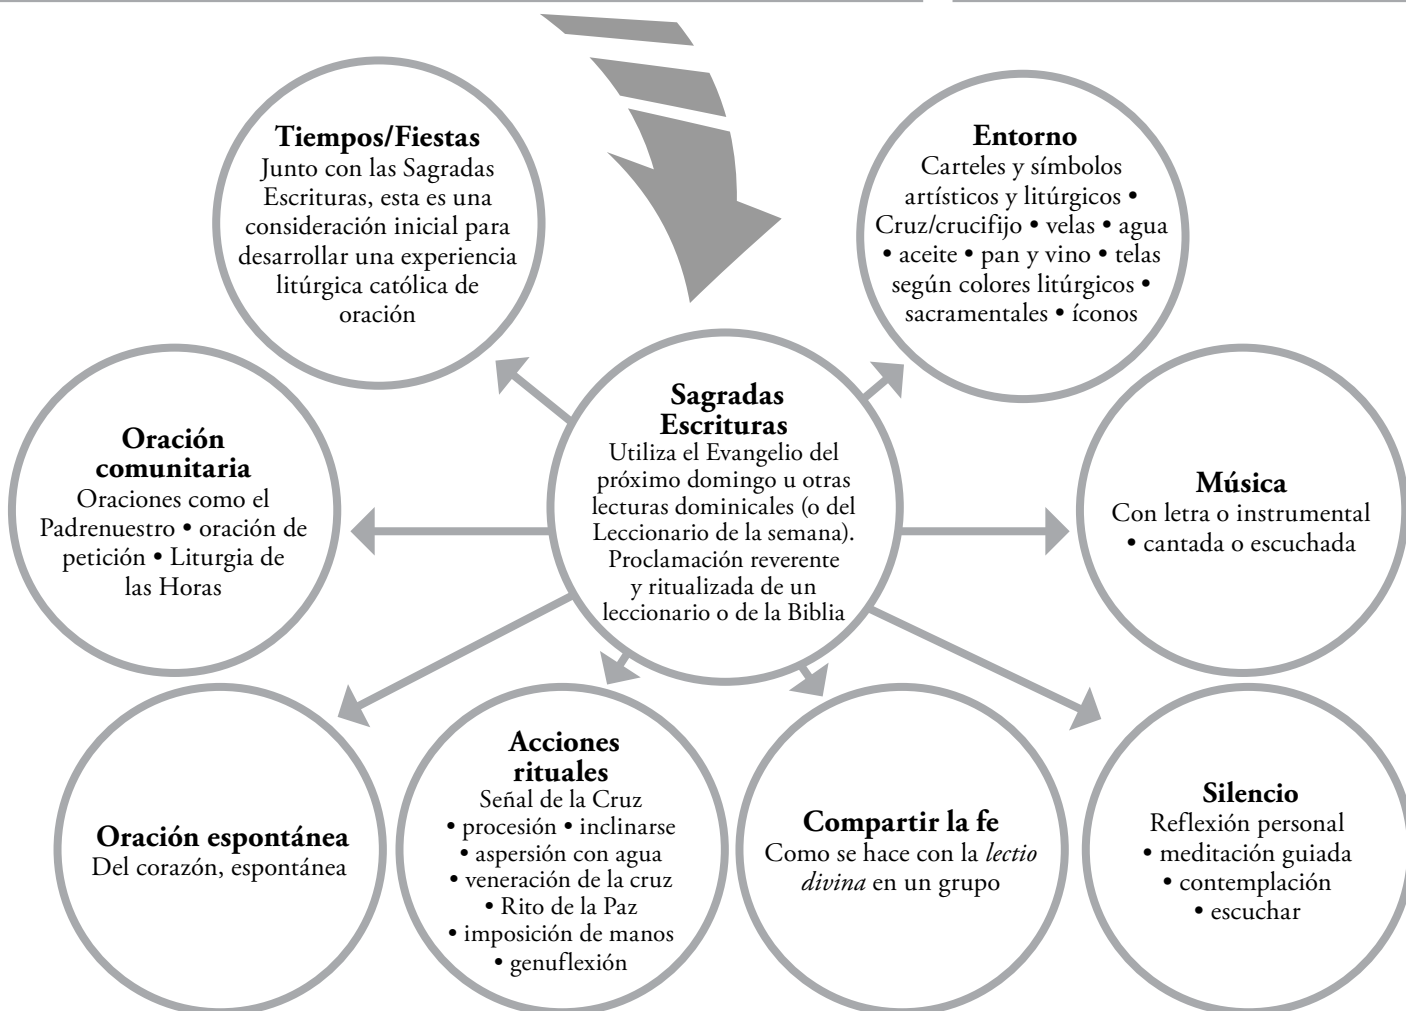 Tiempos/Fiestas
Junto con las Sagradas
Escrituras, esta es una
consideración inicial para
desarrollar una experiencia
litúrgica católica de
oración
Entorno
Carteles y símbolos
artísticos y litúrgicos •
Cruz/crucifijo • velas • agua
• aceite • pan y vino • telas
según colores litúrgicos •
sacramentales • íconos
Oración
comunitaria
Oraciones como el
Padrenuestro • oración de
petición • Liturgia de
las Horas
Sagradas
Escrituras
Utiliza el Evangelio del
próximo domingo u otras
lecturas dominicales (o del
Leccionario de la semana).
Proclamación reverente
y ritualizada de un
leccionario o de la Biblia
Música
Con letra o instrumental
• cantada o escuchada
Oración espontánea
Del corazón, espontánea
Acciones
rituales
Señal de la Cruz
• procesión • inclinarse
• aspersión con agua
• veneración de la cruz
• Rito de la Paz
• imposición de manos
• genuflexión
Compartir la fe
Como se hace con la lectio
divina en un grupo
Silencio
Reflexión personal
• meditación guiada
• contemplación
• escuchar